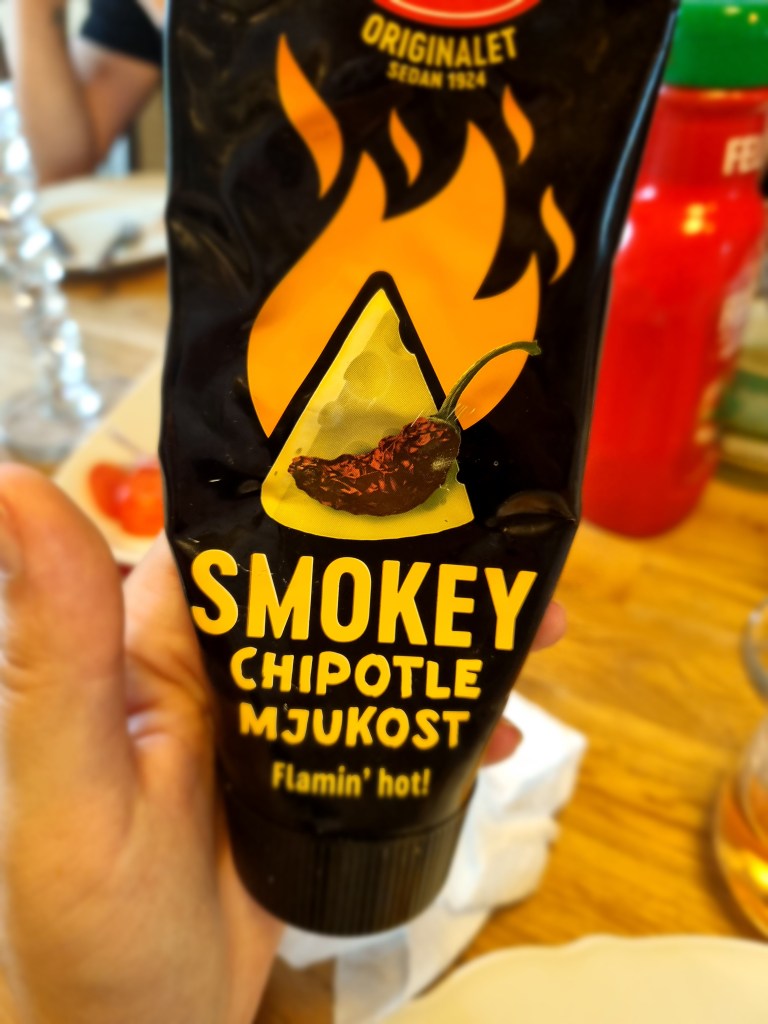 ORIGINALET
SEDAN 1924
SMOKEY
CHIPOTLE
MJUKOST
Flamin' hot!